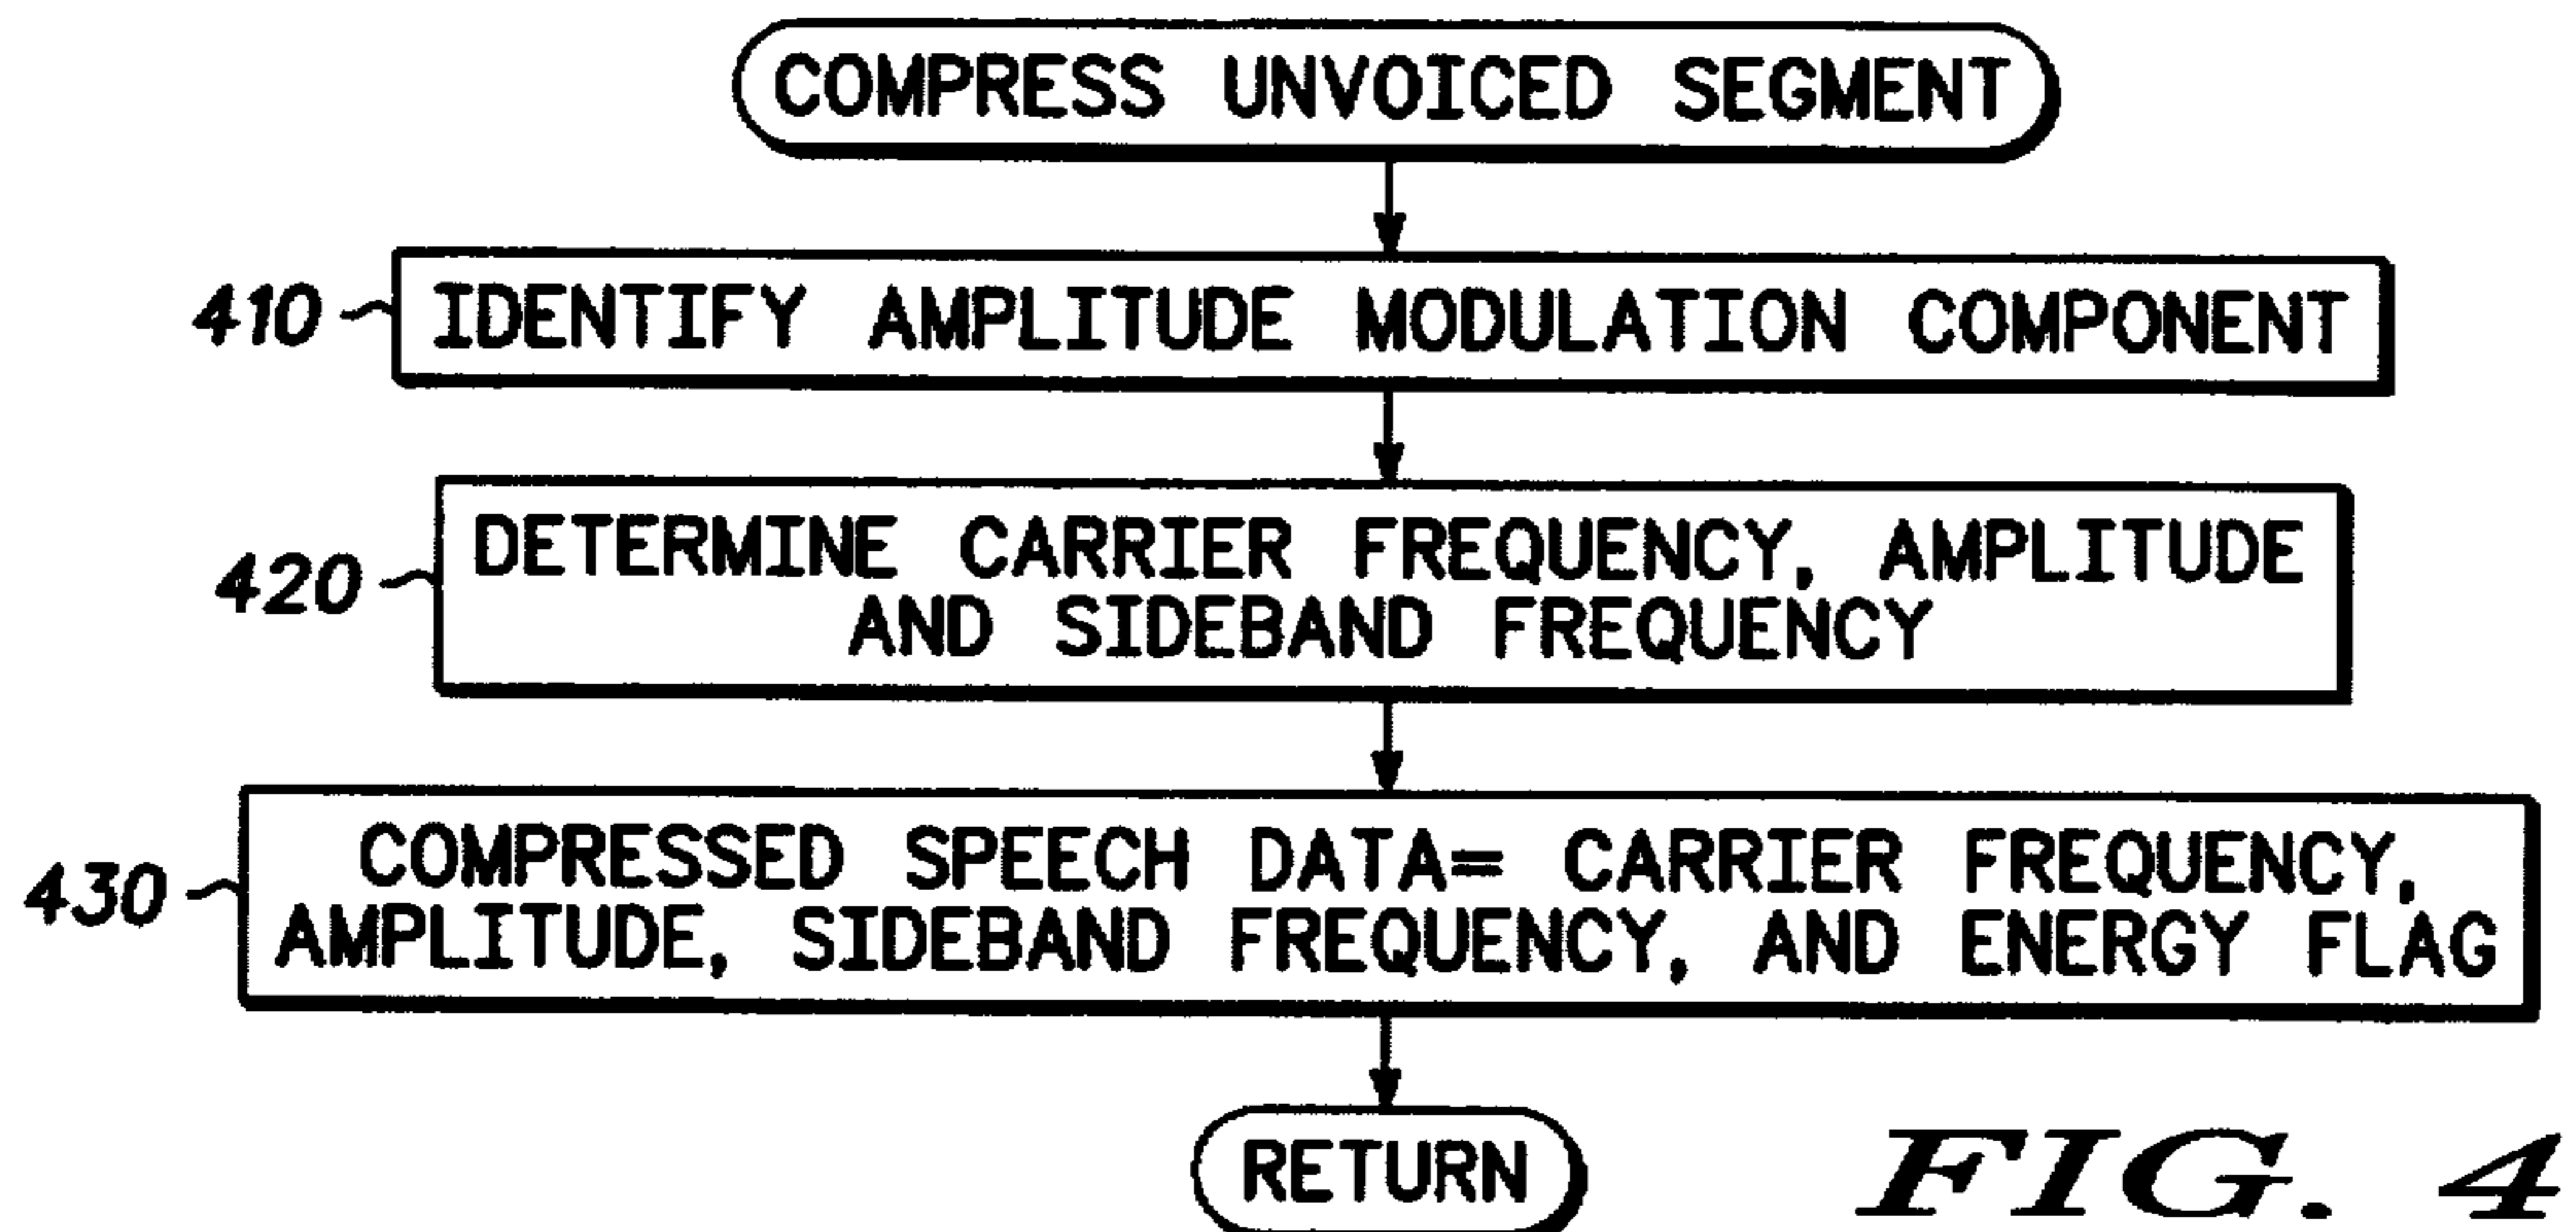 COMPRESS UNVOICED SEGMENT
410
IDENTIFY AMPLITUDE MODULATION COMPONENT
420
DETERMINE CARRIER FREQUENCY, AMPLITUDE
AND SIDEBAND FREQUENCY
430
COMPRESSED SPEECH DATA= CARRIER FREQUENCY,
AMPLITUDE, SIDEBAND FREQUENCY, AND ENERGY FLAG
RETURN
FIG. 4